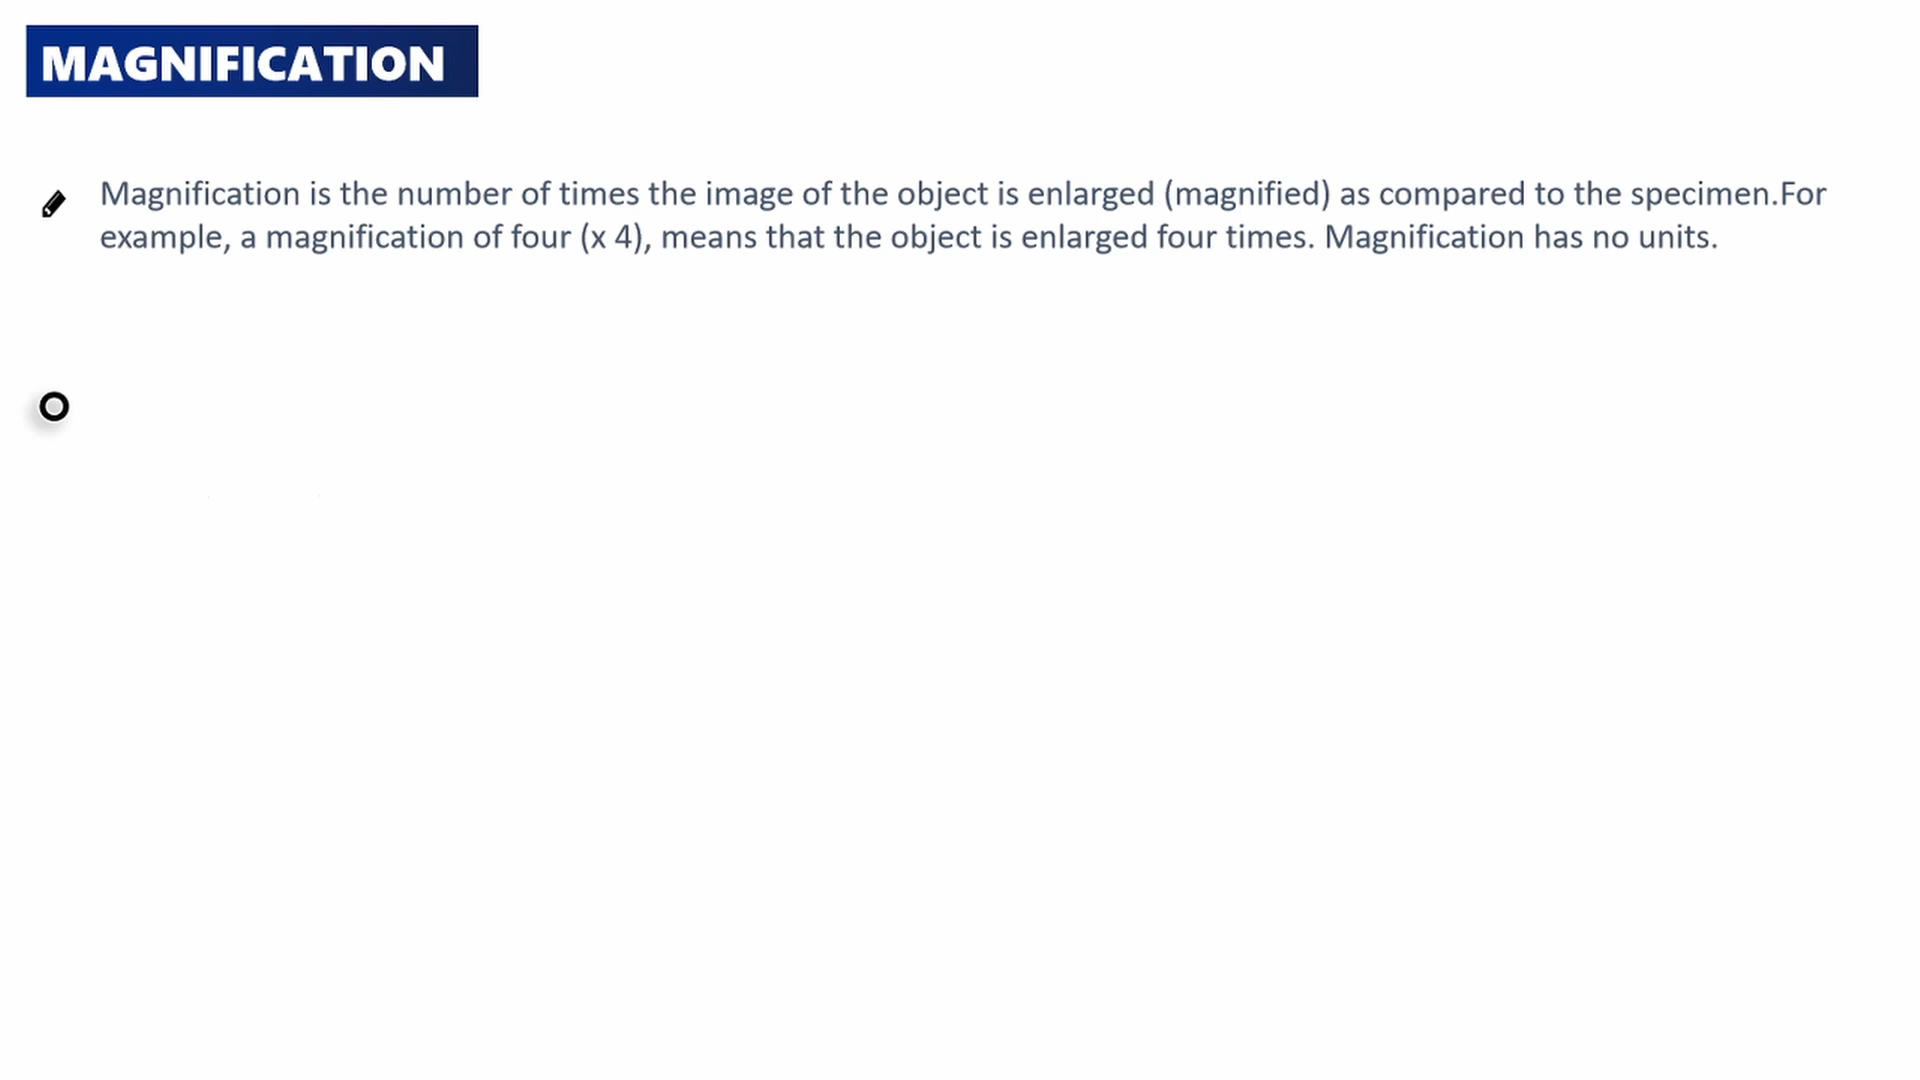 MAGNIFICATION
Magnification is the number of times the image of the object is enlarged (magnified) as compared to the specimen.For
example, a magnification of four (x 4), means that the object is enlarged four times. Magnification has no units.